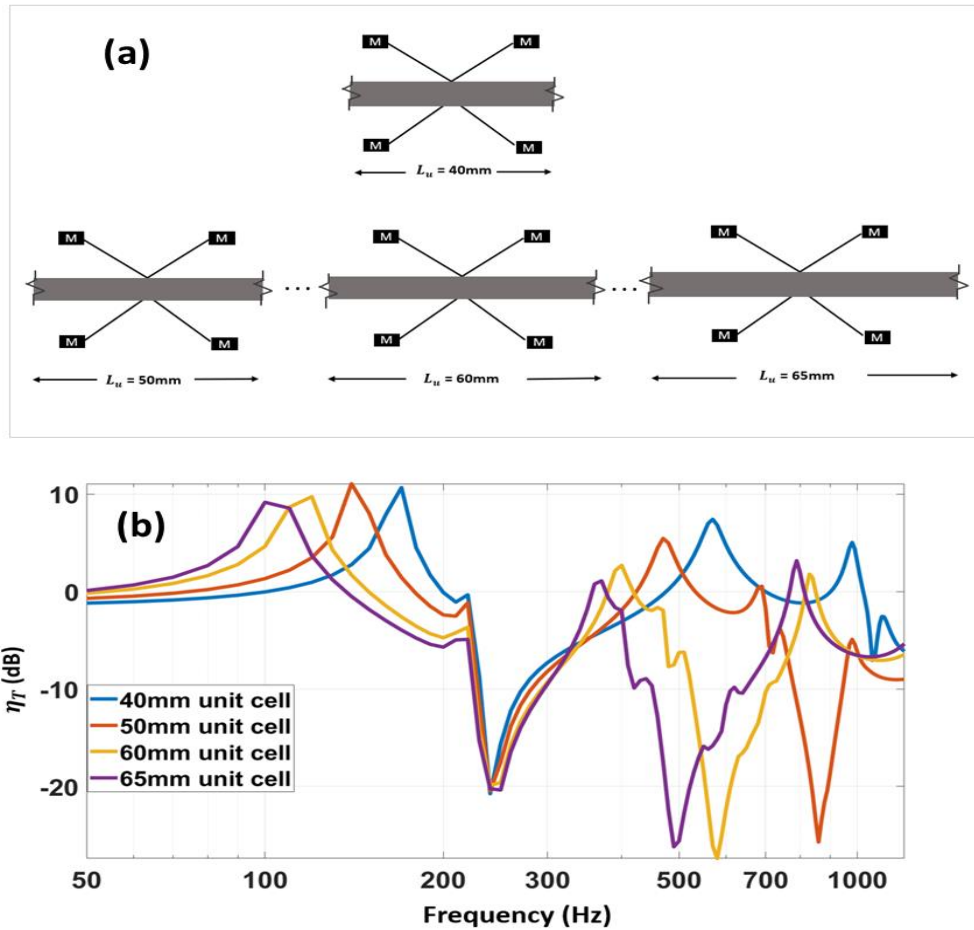 (a)
M M
M M
L_u = 40mm
M M M M M M
... ...
M M M M M M
L_u = 50mm L_u = 60mm L_u = 65mm
(b)
η_T (dB)
10
0
-10
-20
40mm unit cell
50mm unit cell
60mm unit cell
65mm unit cell
50 100 200 300 500 700 1000
Frequency (Hz)